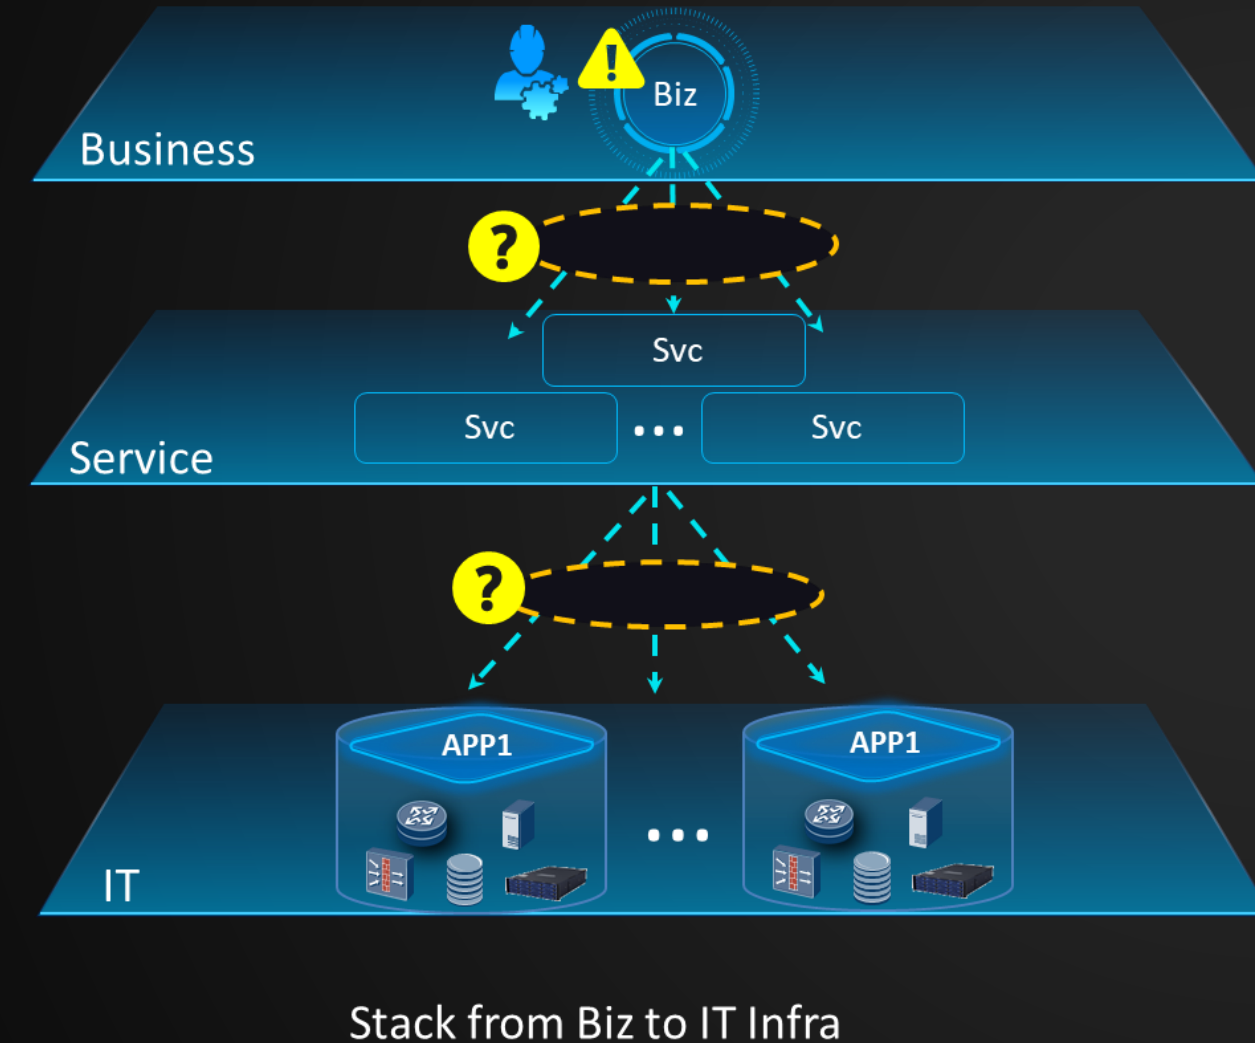 !
Biz
Business
?
Svc
Svc
...
Svc
Service
?
APP1
APP1
...
IT
Stack from Biz to IT Infra